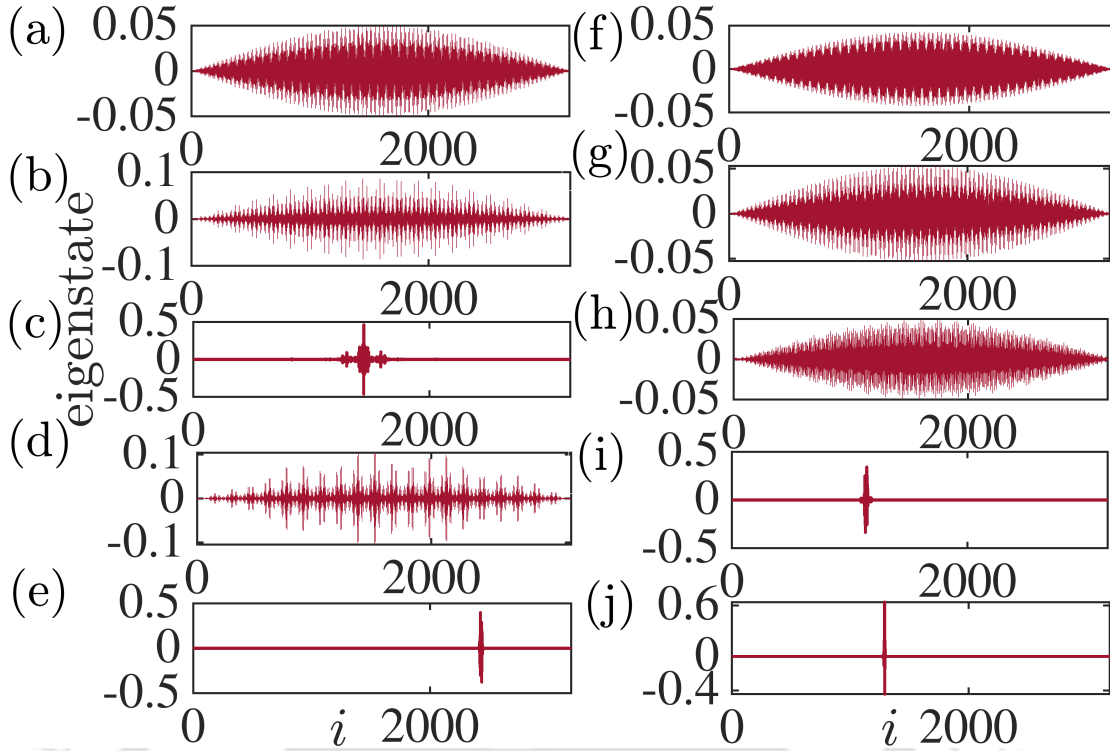 (a) 0.05 0 -0.05 0 2000
(b) 0.1 0 -0.1 0 2000
(c) 0.5 0 -0.5 0 2000
(d) 0.1 0 -0.1 0 2000
(e) 0.5 0 -0.5 0 i 2000
eigenstate
(f) 0.05 0 -0.05 0 2000
(g) 0.05 0 -0.05 0 2000
(h) 0.05 0 -0.05 0 2000
(i) 0.5 0 -0.5 0 2000
(j) 0.6 0 -0.4 0 i 2000